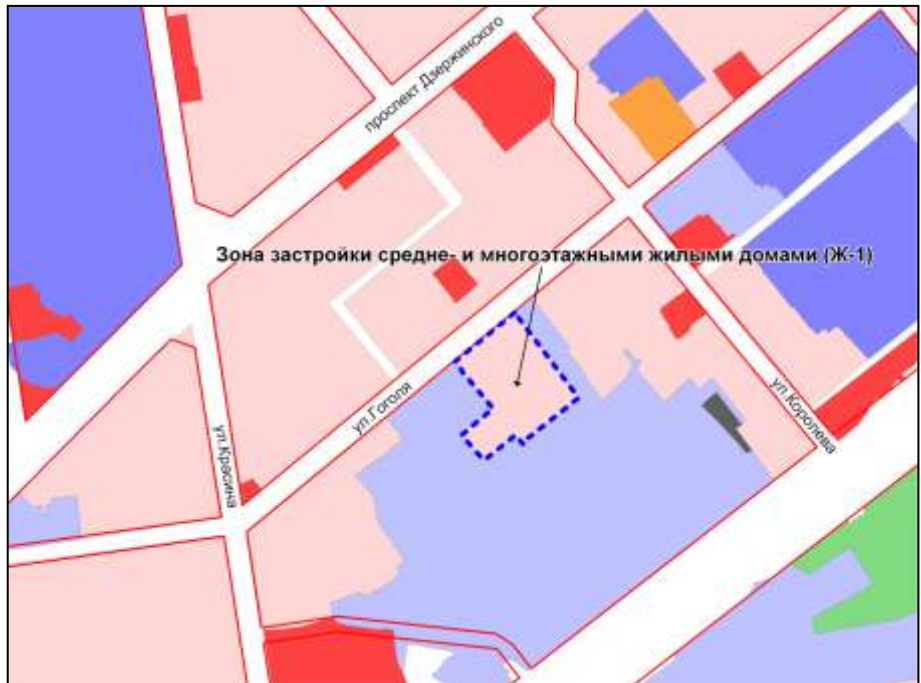 проспект Дзержинского
Зона застройки средне- и многоэтажными жилыми домами (Ж-1)
ул.Гоголя
ул.Королева
ул.Красина